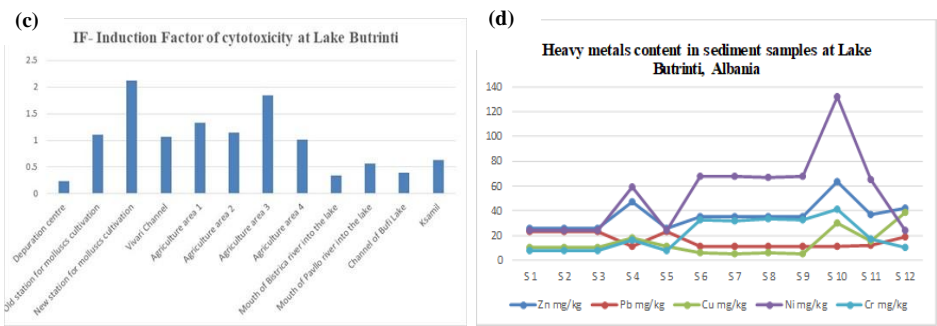 (c)
IF- Induction Factor of cytotoxicity at Lake Butrinti
2.5
2
1.5
1
0.5
0
Depuration centre
Old station for molluscs cultivation
New station for molluscs cultivation
Vivari Channel
Agriculture area 1
Agriculture area 2
Agriculture area 3
Agriculture area 4
Mouth of Bistrica river into the lake
Mouth of Pavllo river into the lake
Channel of Bufi Lake
Ksamil
(d)
Heavy metals content in sediment samples at Lake
Butrinti, Albania
140
120
100
80
60
40
20
0
S 1 S 2 S 3 S 4 S 5 S 6 S 7 S 8 S 9 S 10 S 11 S 12
Zn mg/kg Pb mg/kg Cu mg/kg Ni mg/kg Cr mg/kg